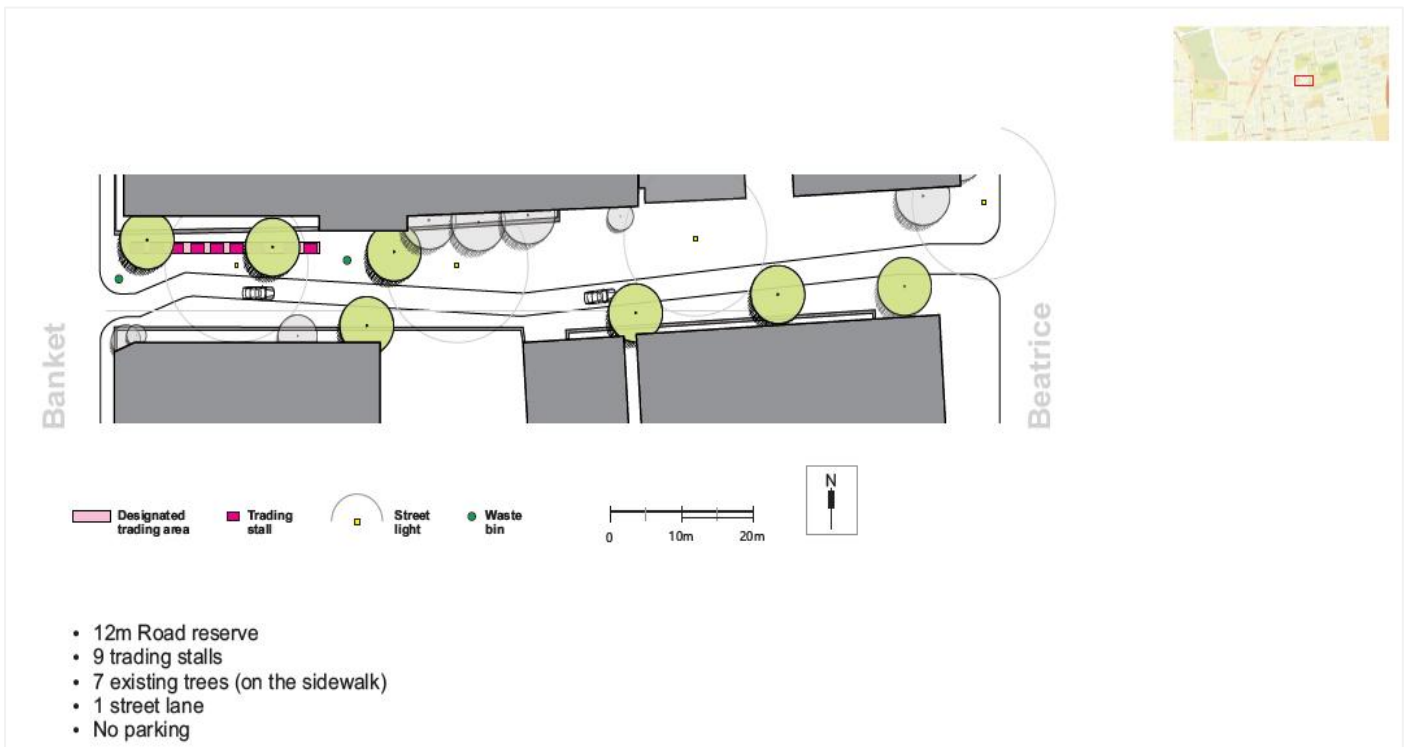 Banket
Beatrice
Designated
trading area
Trading
stall
Street
light
Waste
bin
0 10m 20m
N
• 12m Road reserve
• 9 trading stalls
• 7 existing trees (on the sidewalk)
• 1 street lane
• No parking